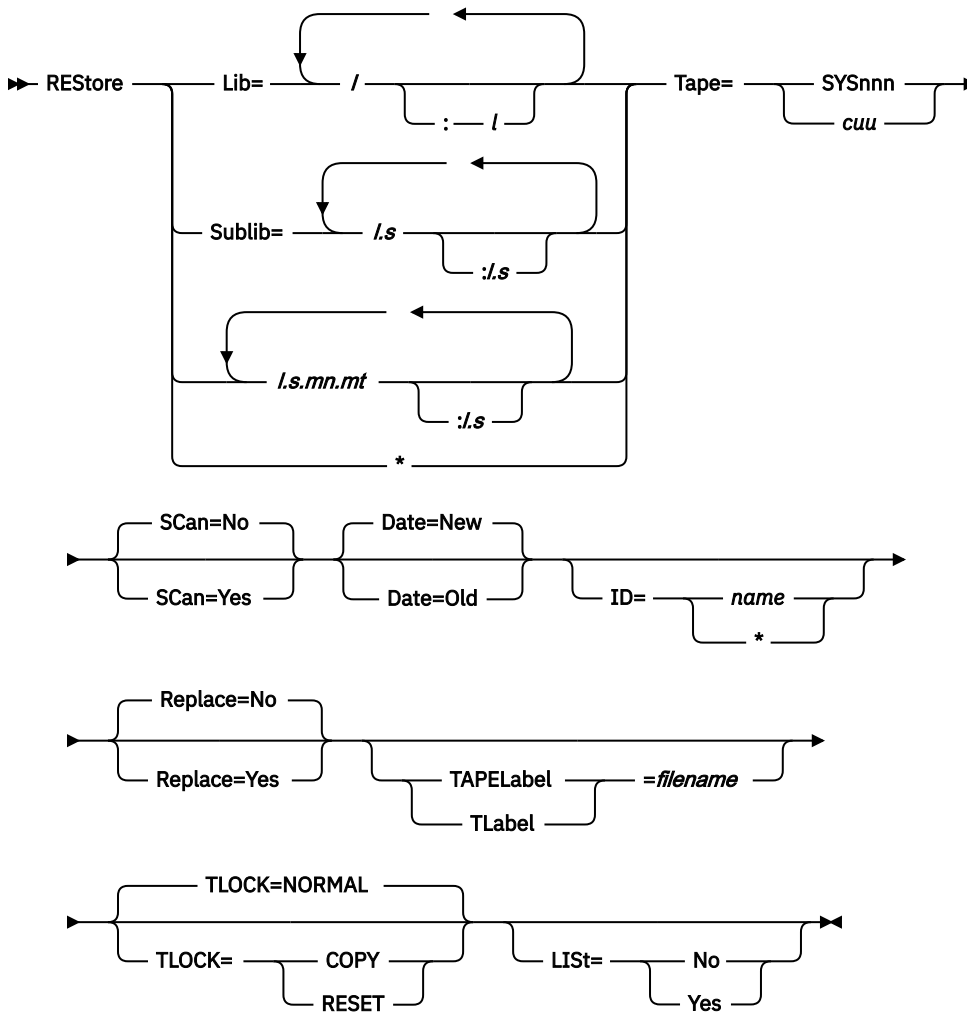 REStore Lib= l : l Tape= SYSnnn
cuu
Sublib= l.s :l.s
l.s.mn.mt :l.s
*
SCan=No Date=New
SCan=Yes Date=Old ID= name
*
Replace=No
Replace=Yes TAPELabel =filename
TLabel
TLOCK=NORMAL
TLOCK= COPY LISt= No
RESET Yes